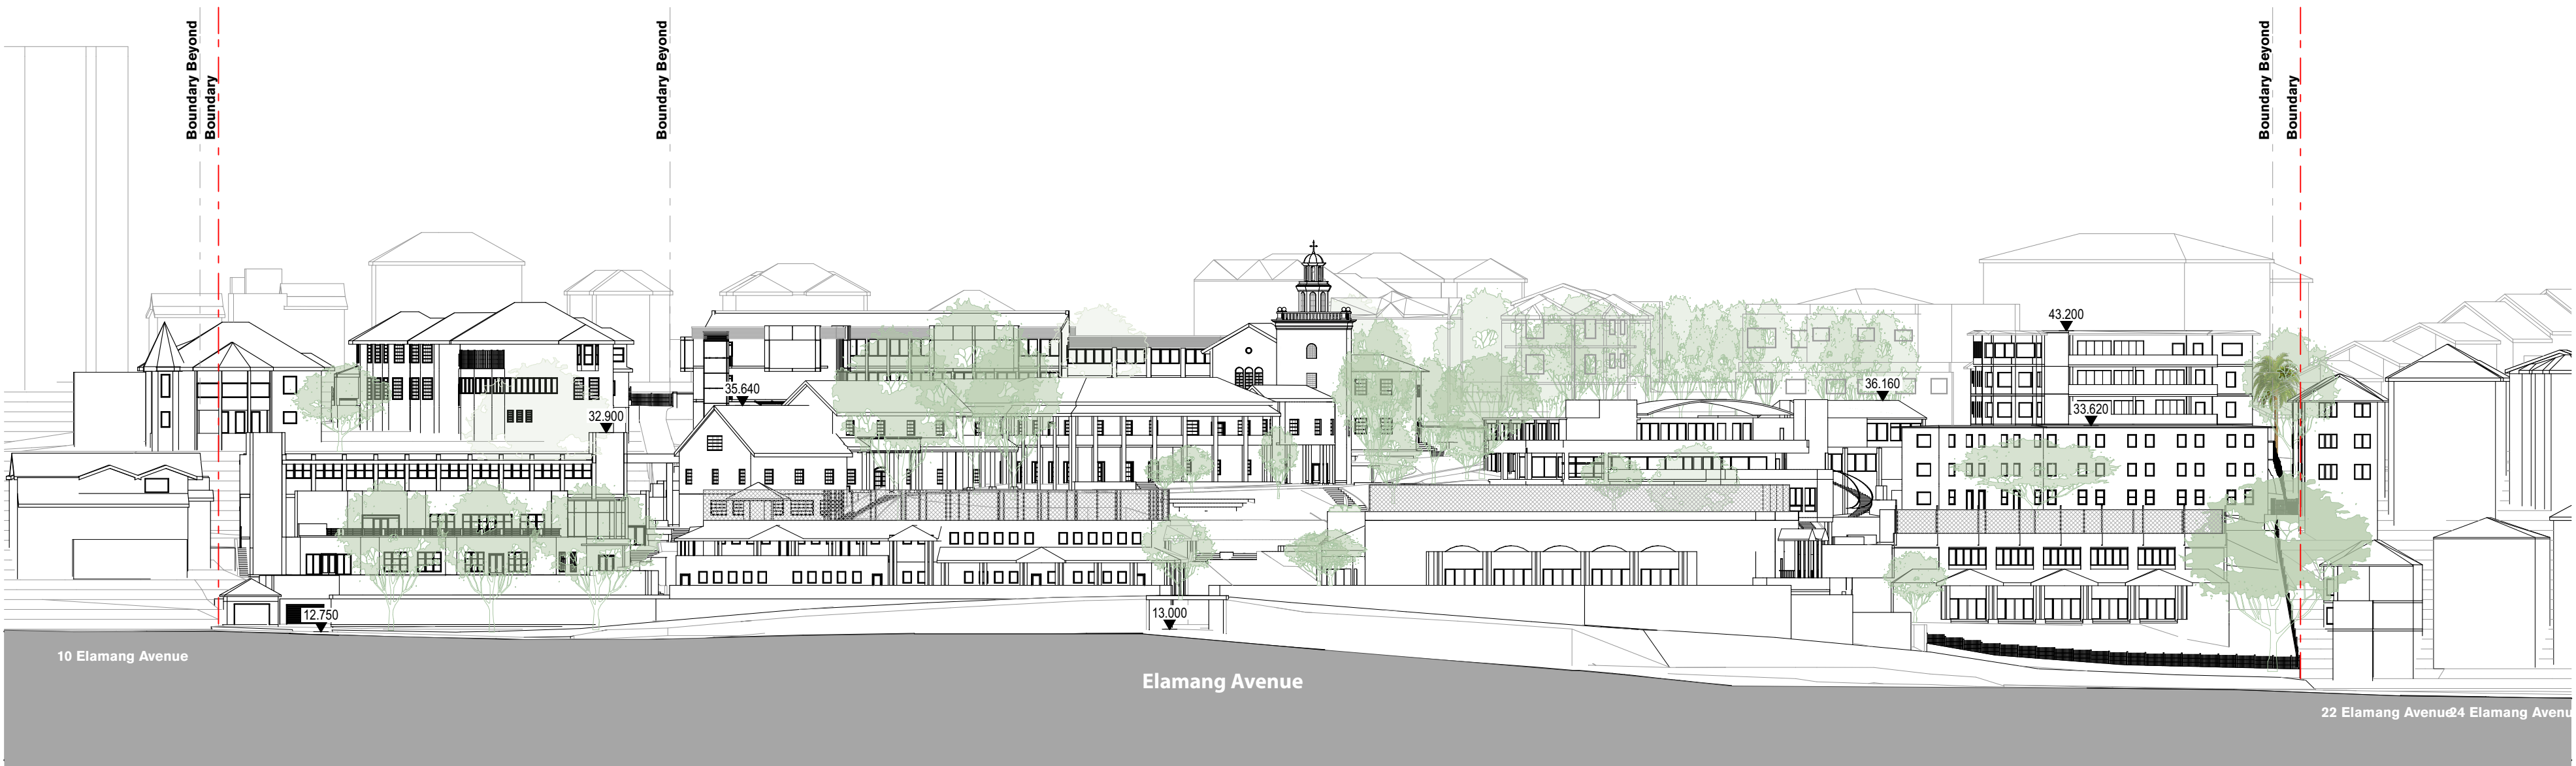 Boundary Beyond
Boundary
Boundary Beyond
Boundary Beyond
Boundary
43.200
36.160
35.640
33.620
32.900
12.750
13.000
10 Elamang Avenue
Elamang Avenue
22 Elamang Avenue
24 Elamang Avenu